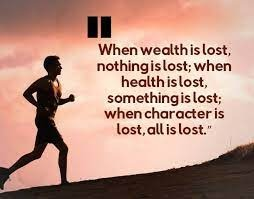 When wealth is lost,
nothing is lost; when
health is lost,
something is lost;
when character is
lost, all is lost."